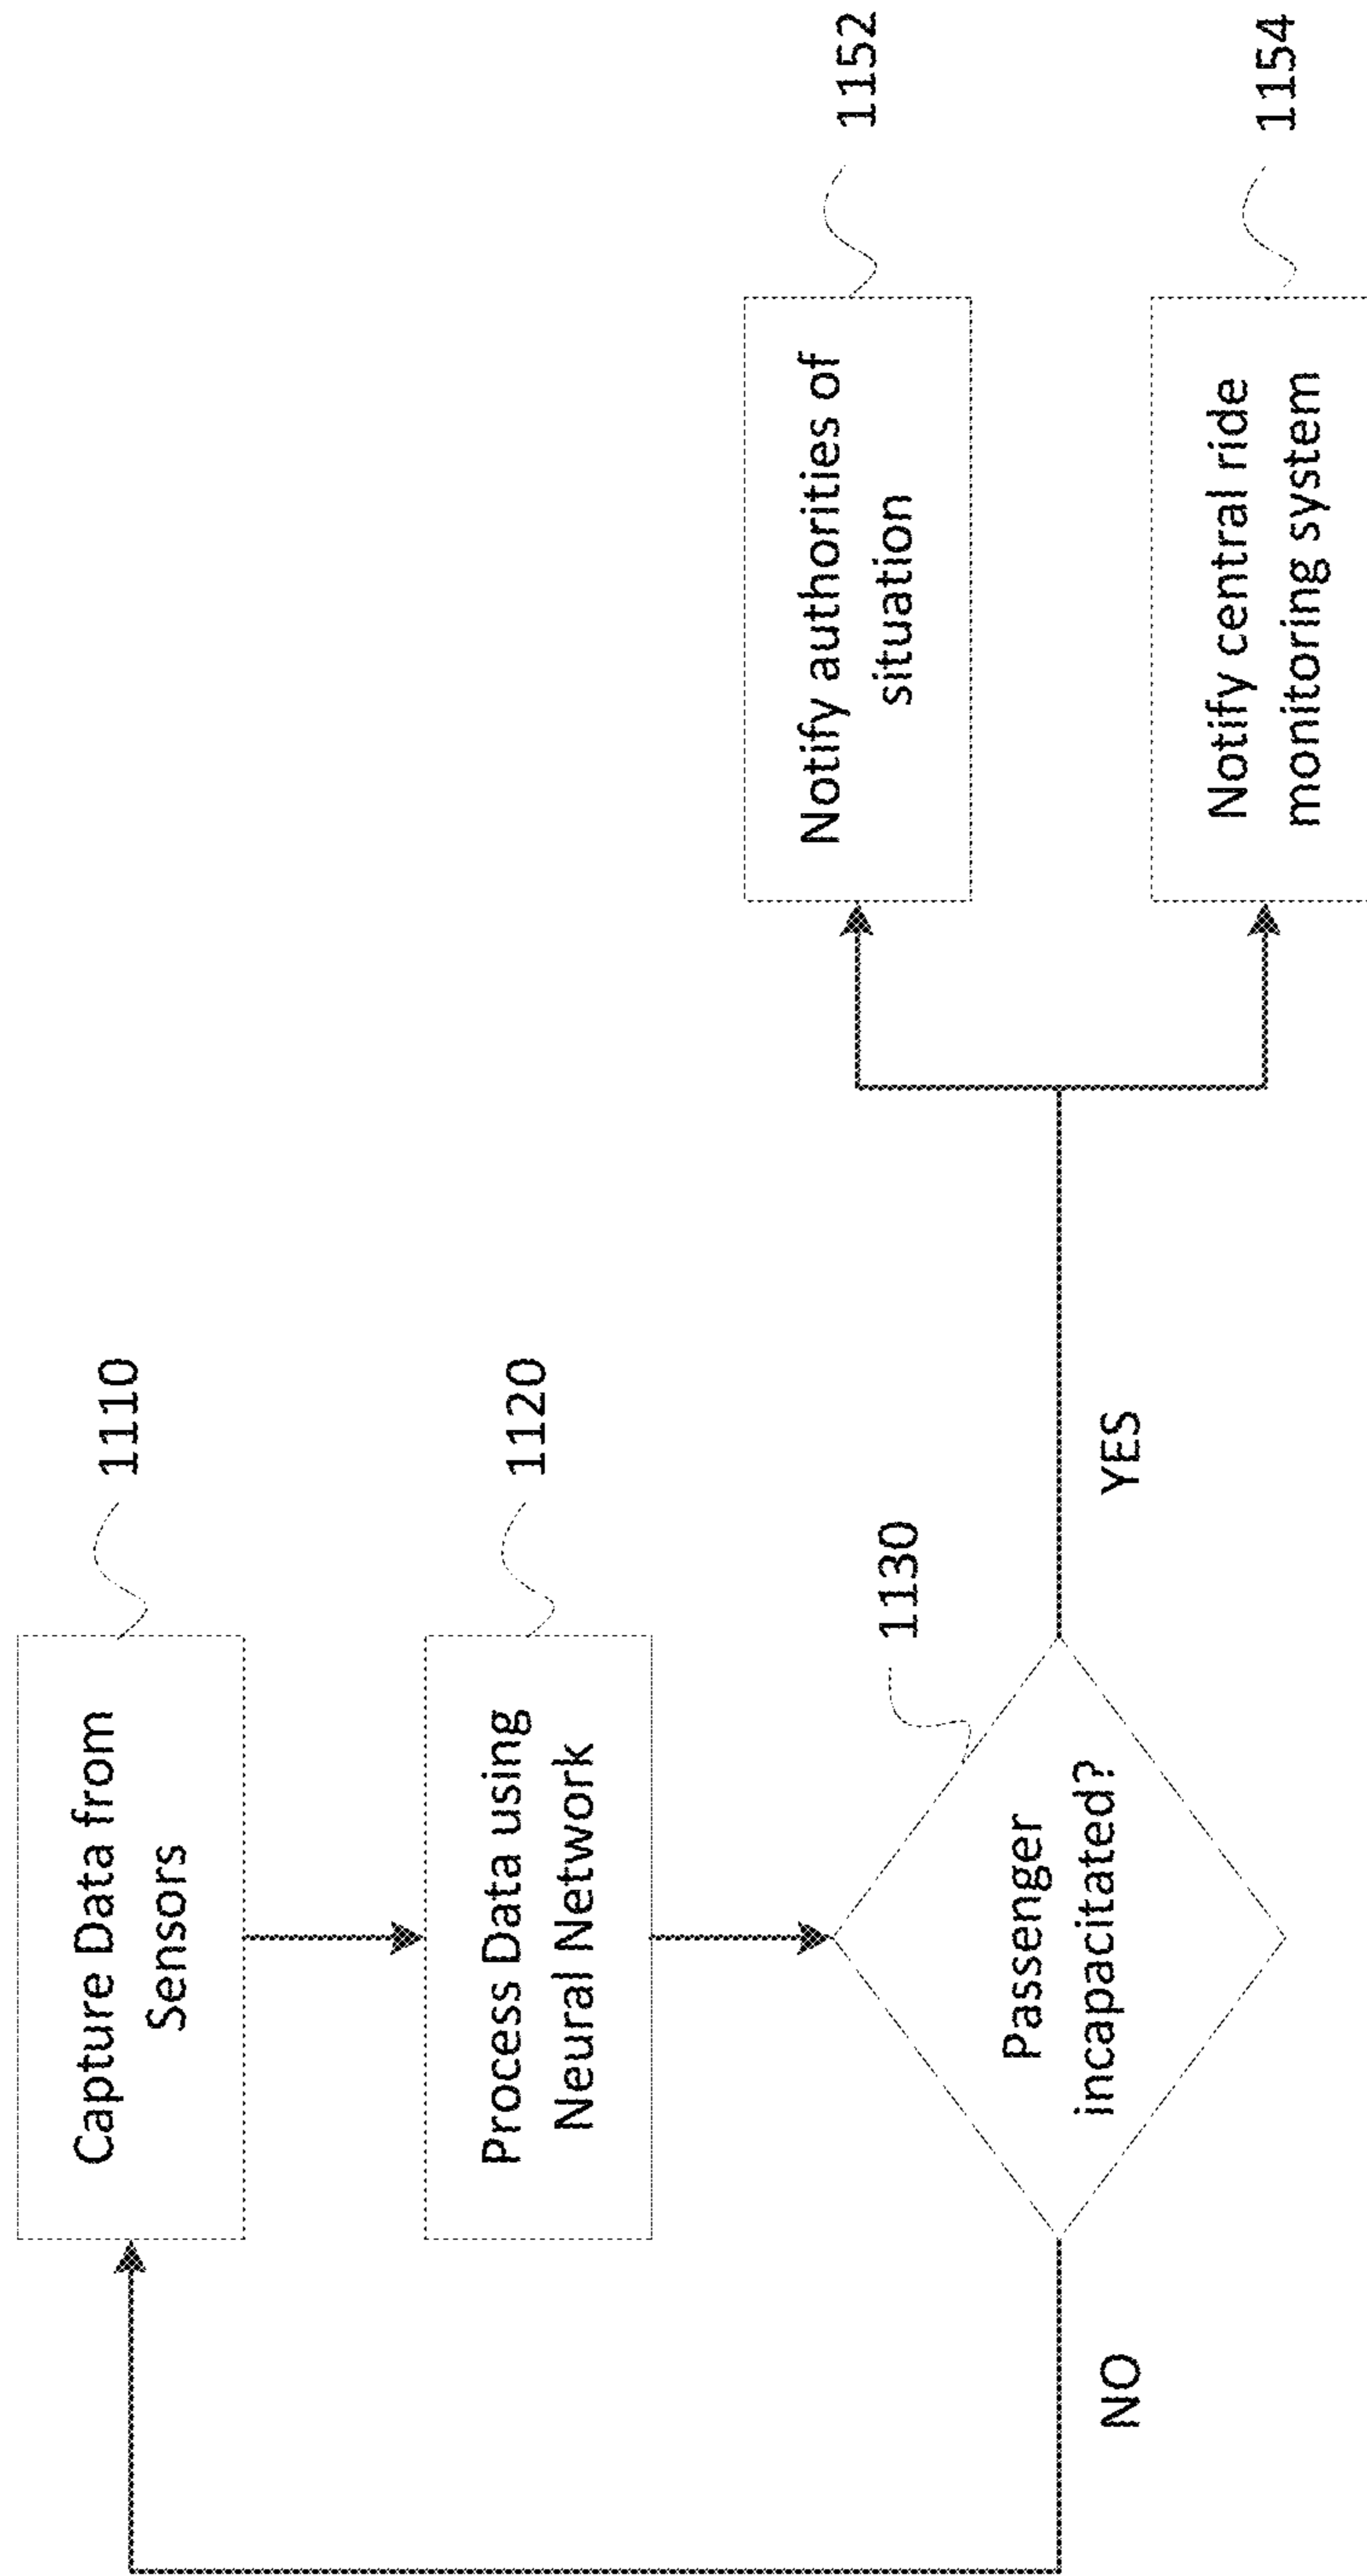 Capture Data from
Sensors
1110
Process Data using
Neural Network
1120
Passenger
incapacitated?
1130
NO
YES
Notify authorities of
situation
1152
Notify central ride
monitoring system
1154